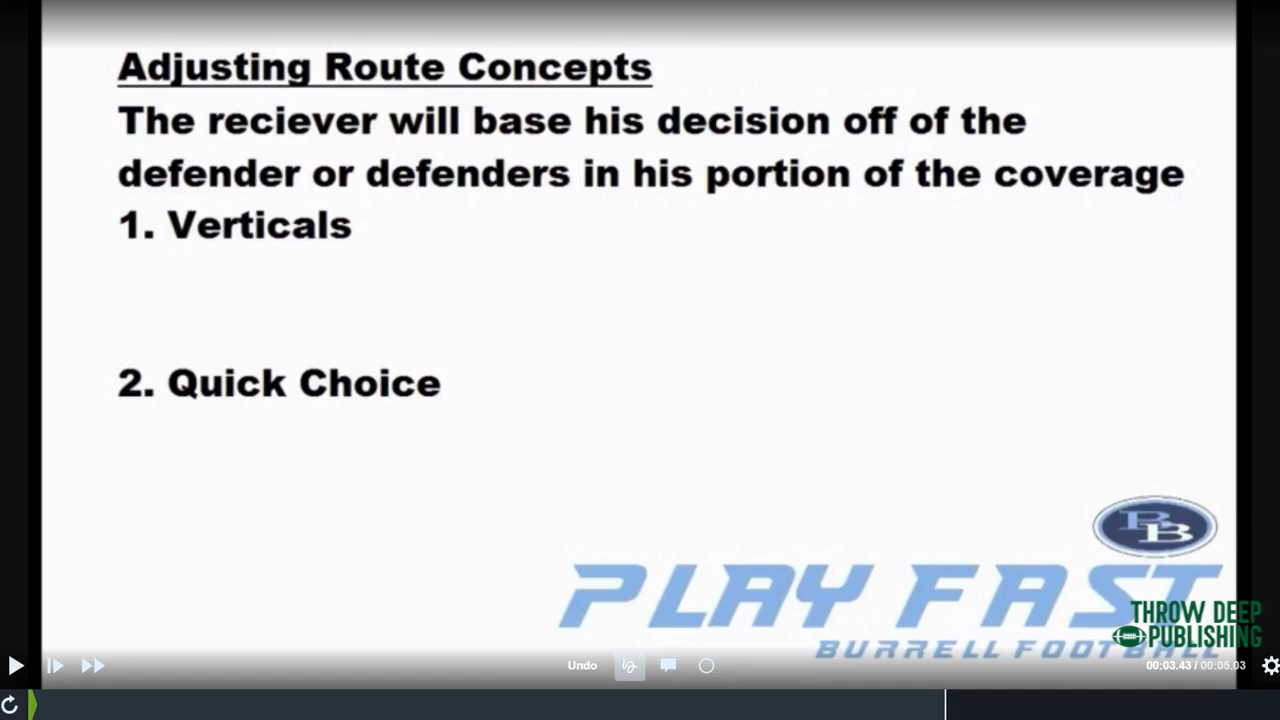 Adjusting Route Concepts
The reciever will base his decision off of the
defender or defenders in his portion of the coverage
1. Verticals
2. Quick Choice
BB
PLAY FAST
THROW DEEP
PUBLISHING
BURRELL FOOTBALL
Undo
00:03.43 / 00:05.03